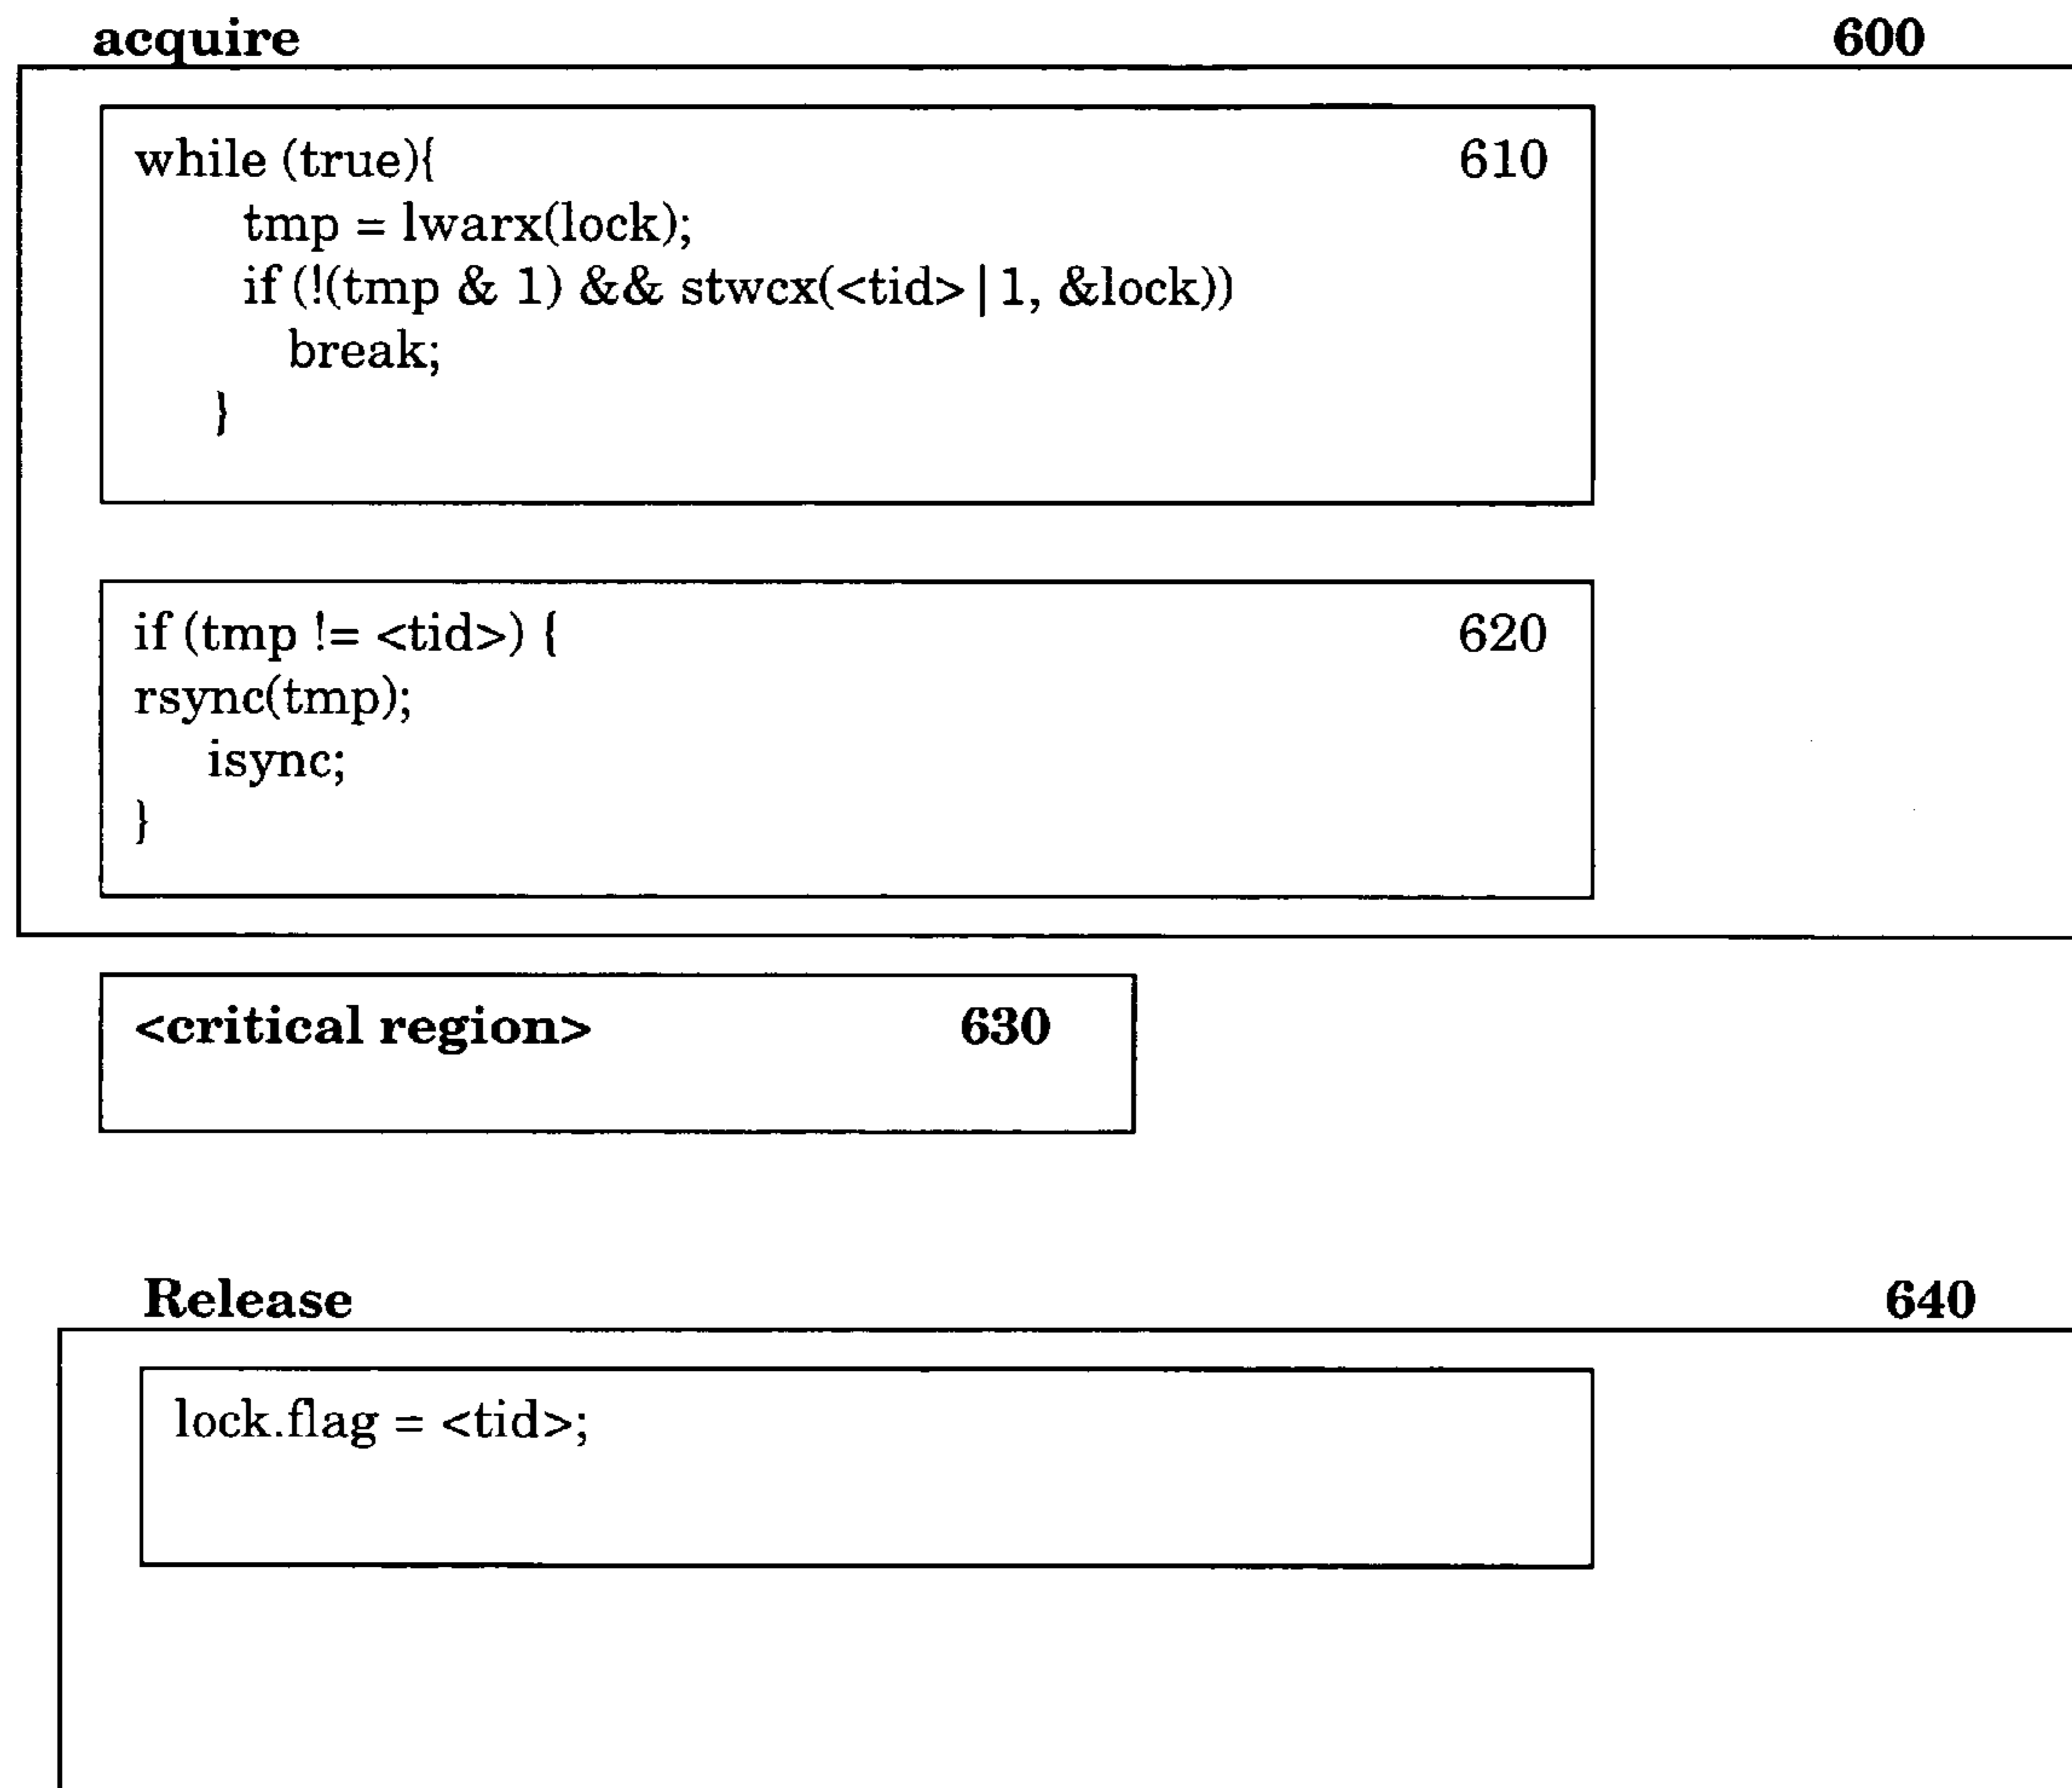 acquire 600
while (true){ 610
tmp = lwarx(lock);
if (!(tmp & 1) && stwcx(<tid>|1, &lock))
break;
}
if (tmp != <tid>) { 620
rsync(tmp);
isync;
}
<critical region> 630
Release 640
lock.flag = <tid>;